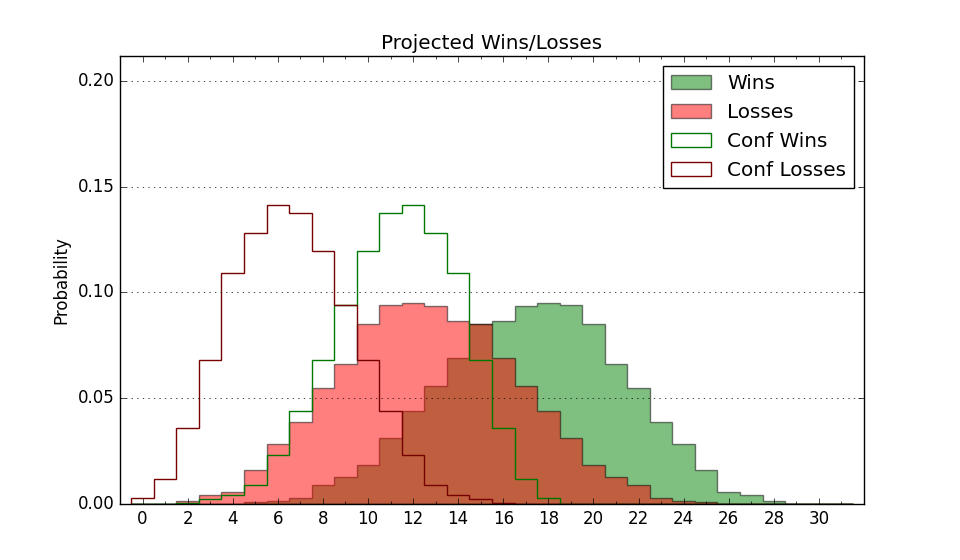 Projected Wins/Losses
Probability
0.20
0.15
0.10
0.05
0.00
Wins
Losses
Conf Wins
Conf Losses
0 2 4 6 8 10 12 14 16 18 20 22 24 26 28 30